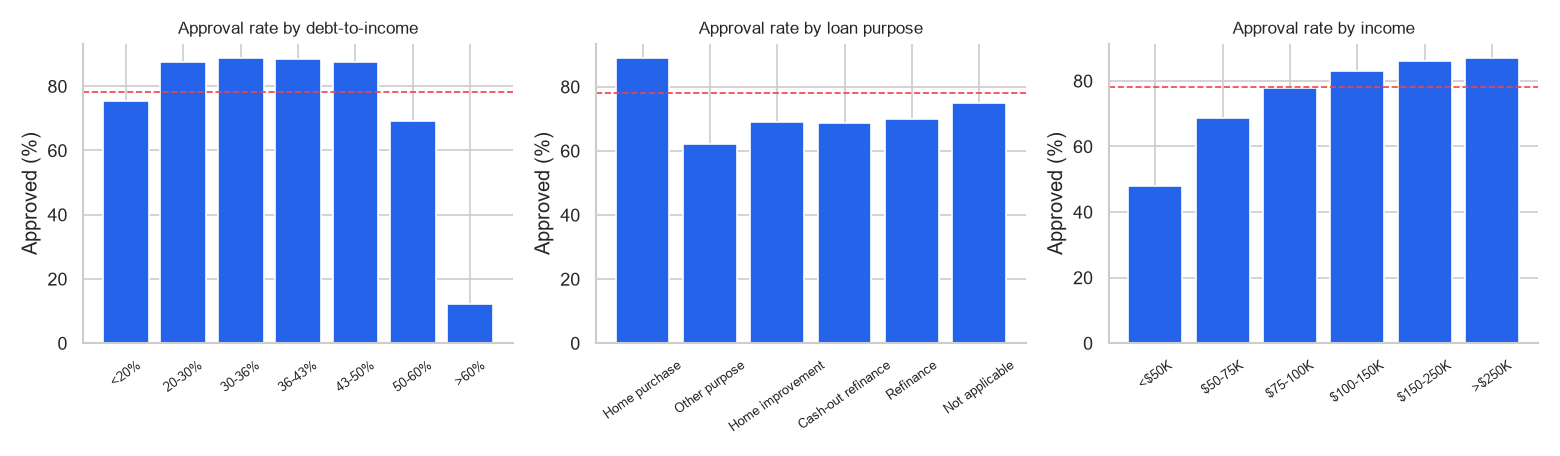 Approval rate by debt-to-income
Approved (%)
80
60
40
20
0
<20%
20-30%
30-36%
36-43%
43-50%
50-60%
>60%
Approval rate by loan purpose
Approved (%)
80
60
40
20
0
Home purchase
Other purpose
Home improvement
Cash-out refinance
Refinance
Not applicable
Approval rate by income
Approved (%)
80
60
40
20
0
<$50K
$50-75K
$75-100K
$100-150K
$150-250K
>$250K